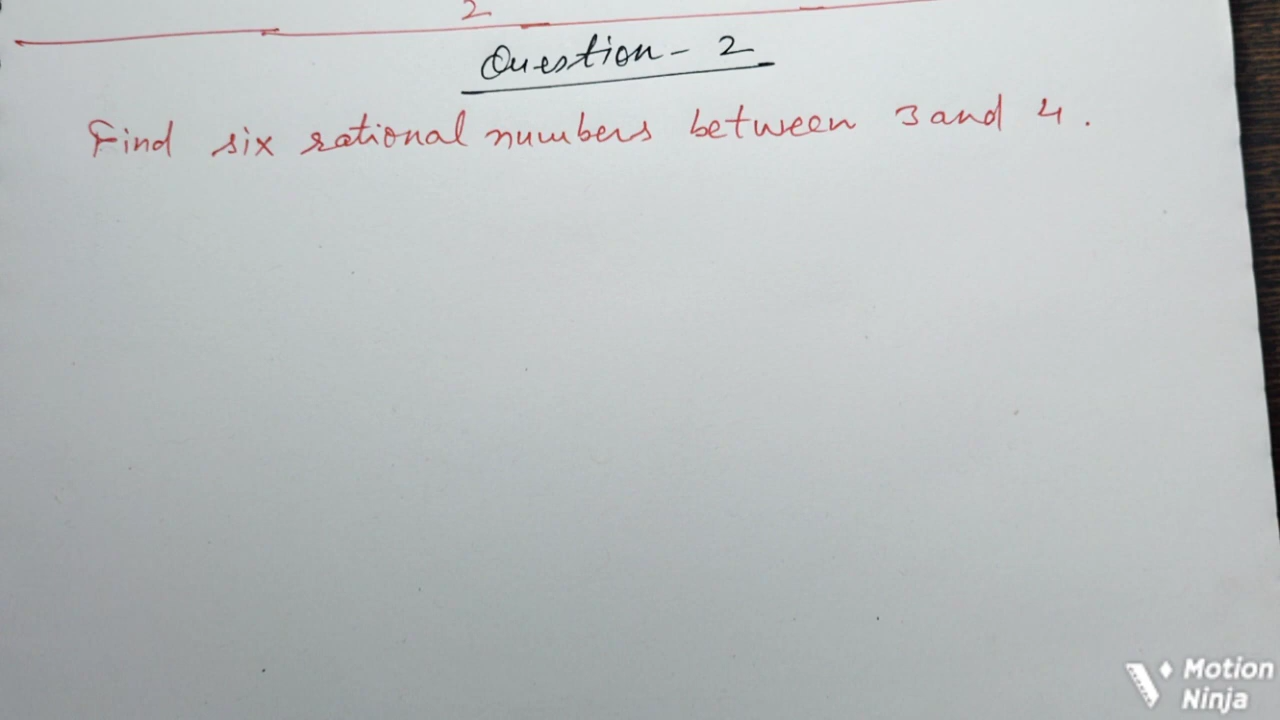 2
Question - 2
Find six rational numbers between 3 and 4.
Motion
Ninja